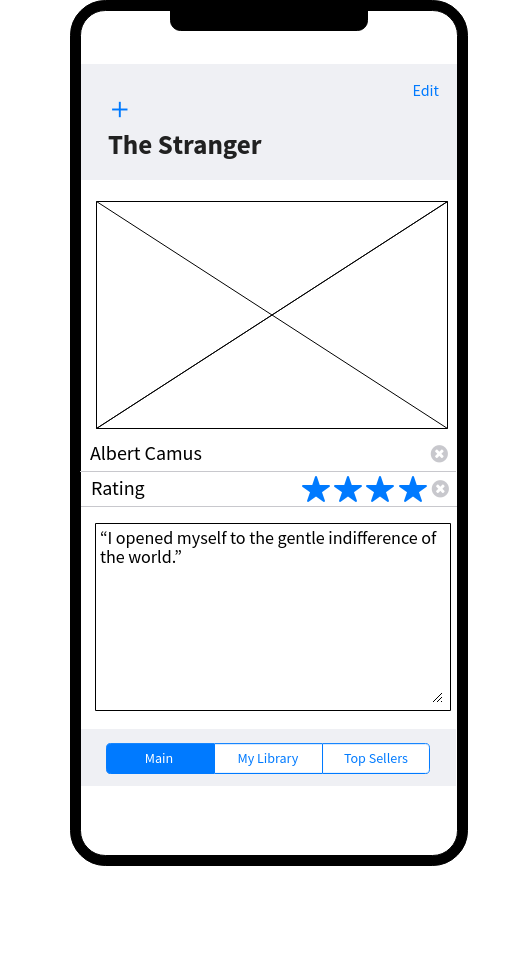 Edit
+
The Stranger
Albert Camus
Rating
“I opened myself to the gentle indifference of
the world.”
Main
My Library
Top Sellers